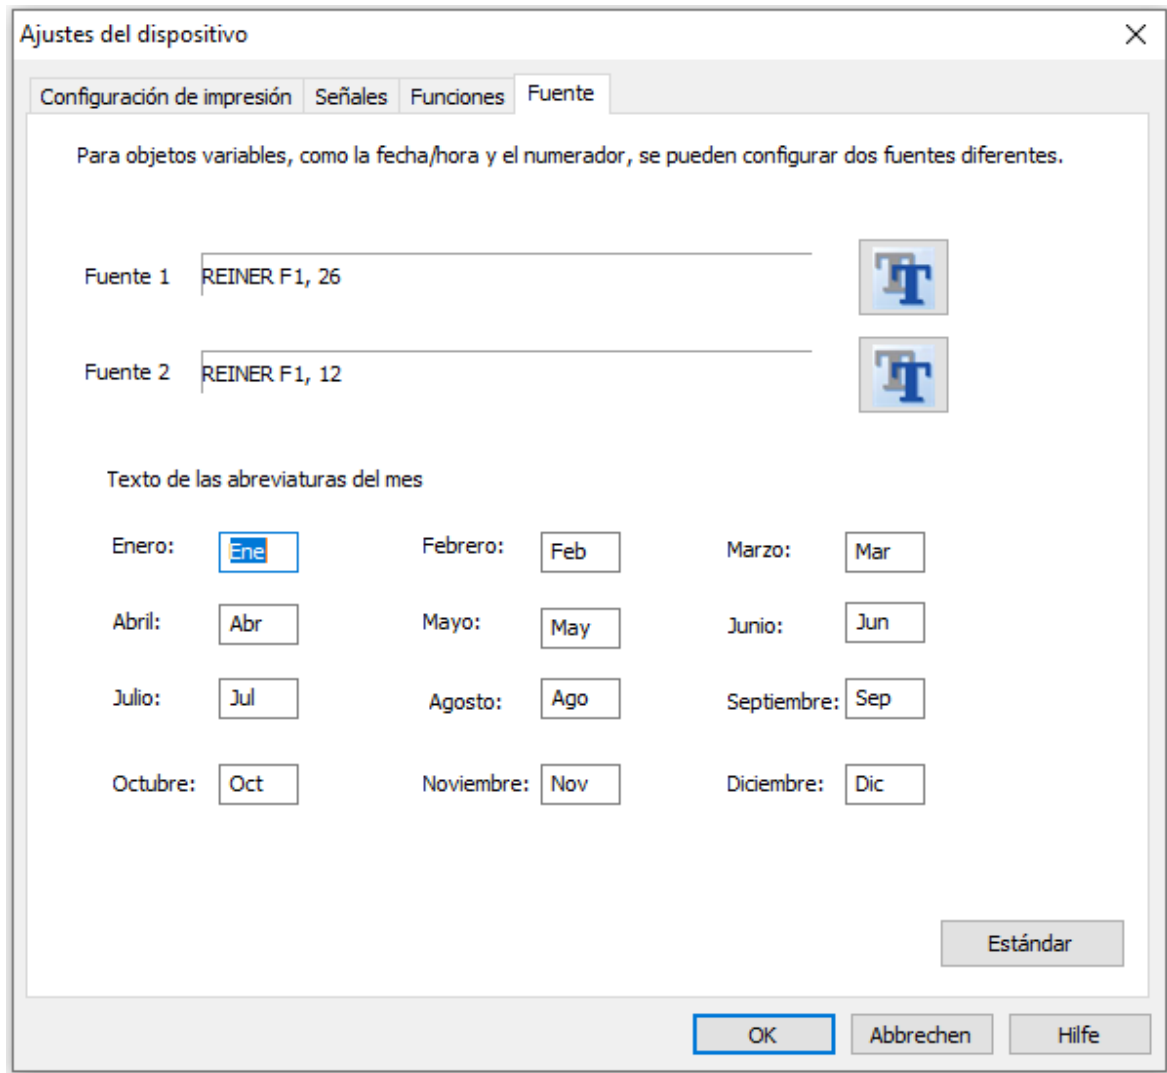 Ajustes del dispositivo
Configuración de impresión Señales Funciones Fuente
Para objetos variables, como la fecha/hora y el numerador, se pueden configurar dos fuentes diferentes.
Fuente 1 REINER F1, 26
Fuente 2 REINER F1, 12
Texto de las abreviaturas del mes
Enero: Ene Febrero: Feb Marzo: Mar
Abril: Abr Mayo: May Junio: Jun
Julio: Jul Agosto: Ago Septiembre: Sep
Octubre: Oct Noviembre: Nov Diciembre: Dic
Estándar
OK Abbrechen Hilfe